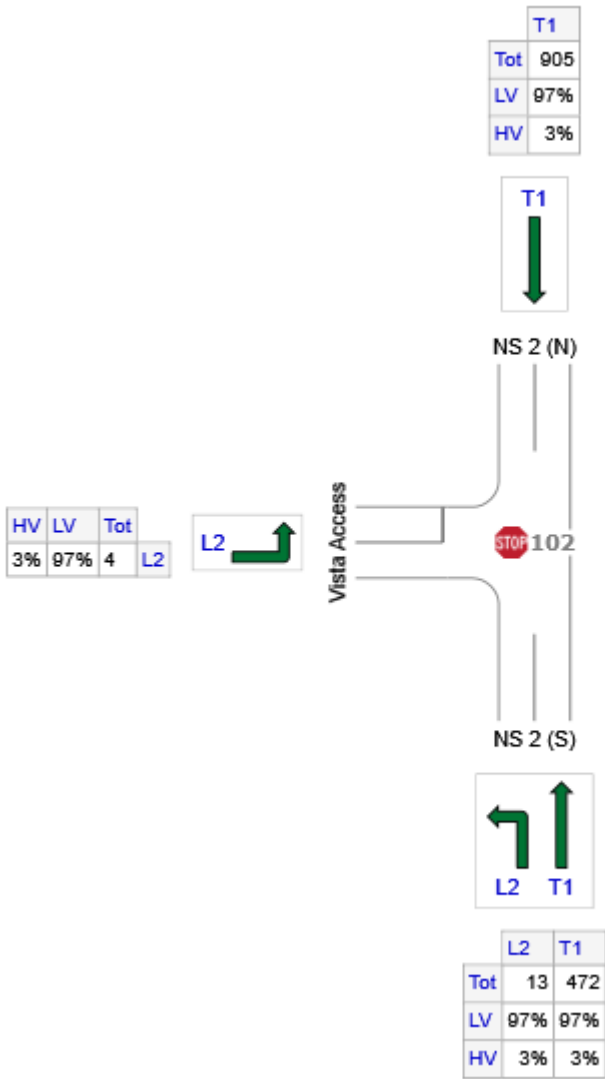 T1
Tot 905
LV 97%
HV 3%
T1
NS 2 (N)
Vista Access
HV LV Tot
3% 97% 4 L2
L2
STOP 102
NS 2 (S)
L2 T1
L2 T1
Tot 13 472
LV 97% 97%
HV 3% 3%